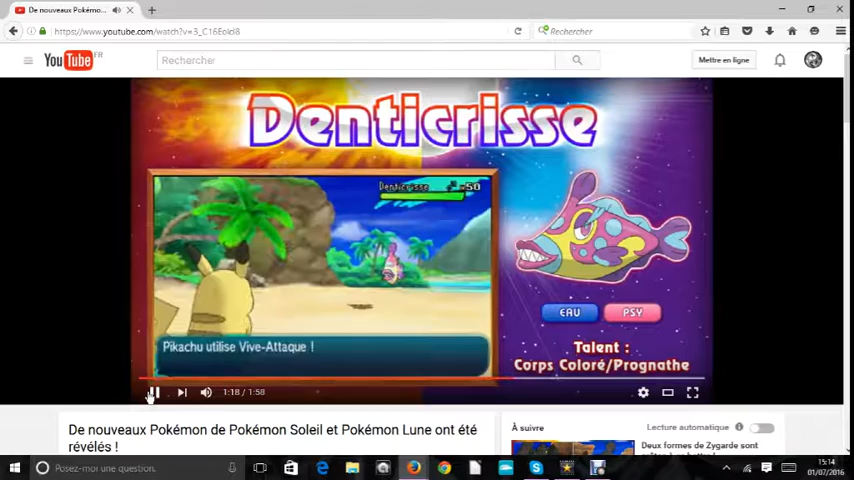 De nouveaux Pokémo...
https://www.youtube.com/watch?v=3_C16EoIcI8
Rechercher
YouTube FR
Rechercher
Mettre en ligne
Denticrisse
Denticrisse 50
Pikachu utilise Vive-Attaque !
EAU
PSY
Talent :
Corps Coloré/Prognathe
1:18 / 1:58
De nouveaux Pokémon de Pokémon Soleil et Pokémon Lune ont été
révélés !
À suivre
Lecture automatique
Deux formes de Zygarde sont
Posez-moi une question.
15:14
01/07/2016